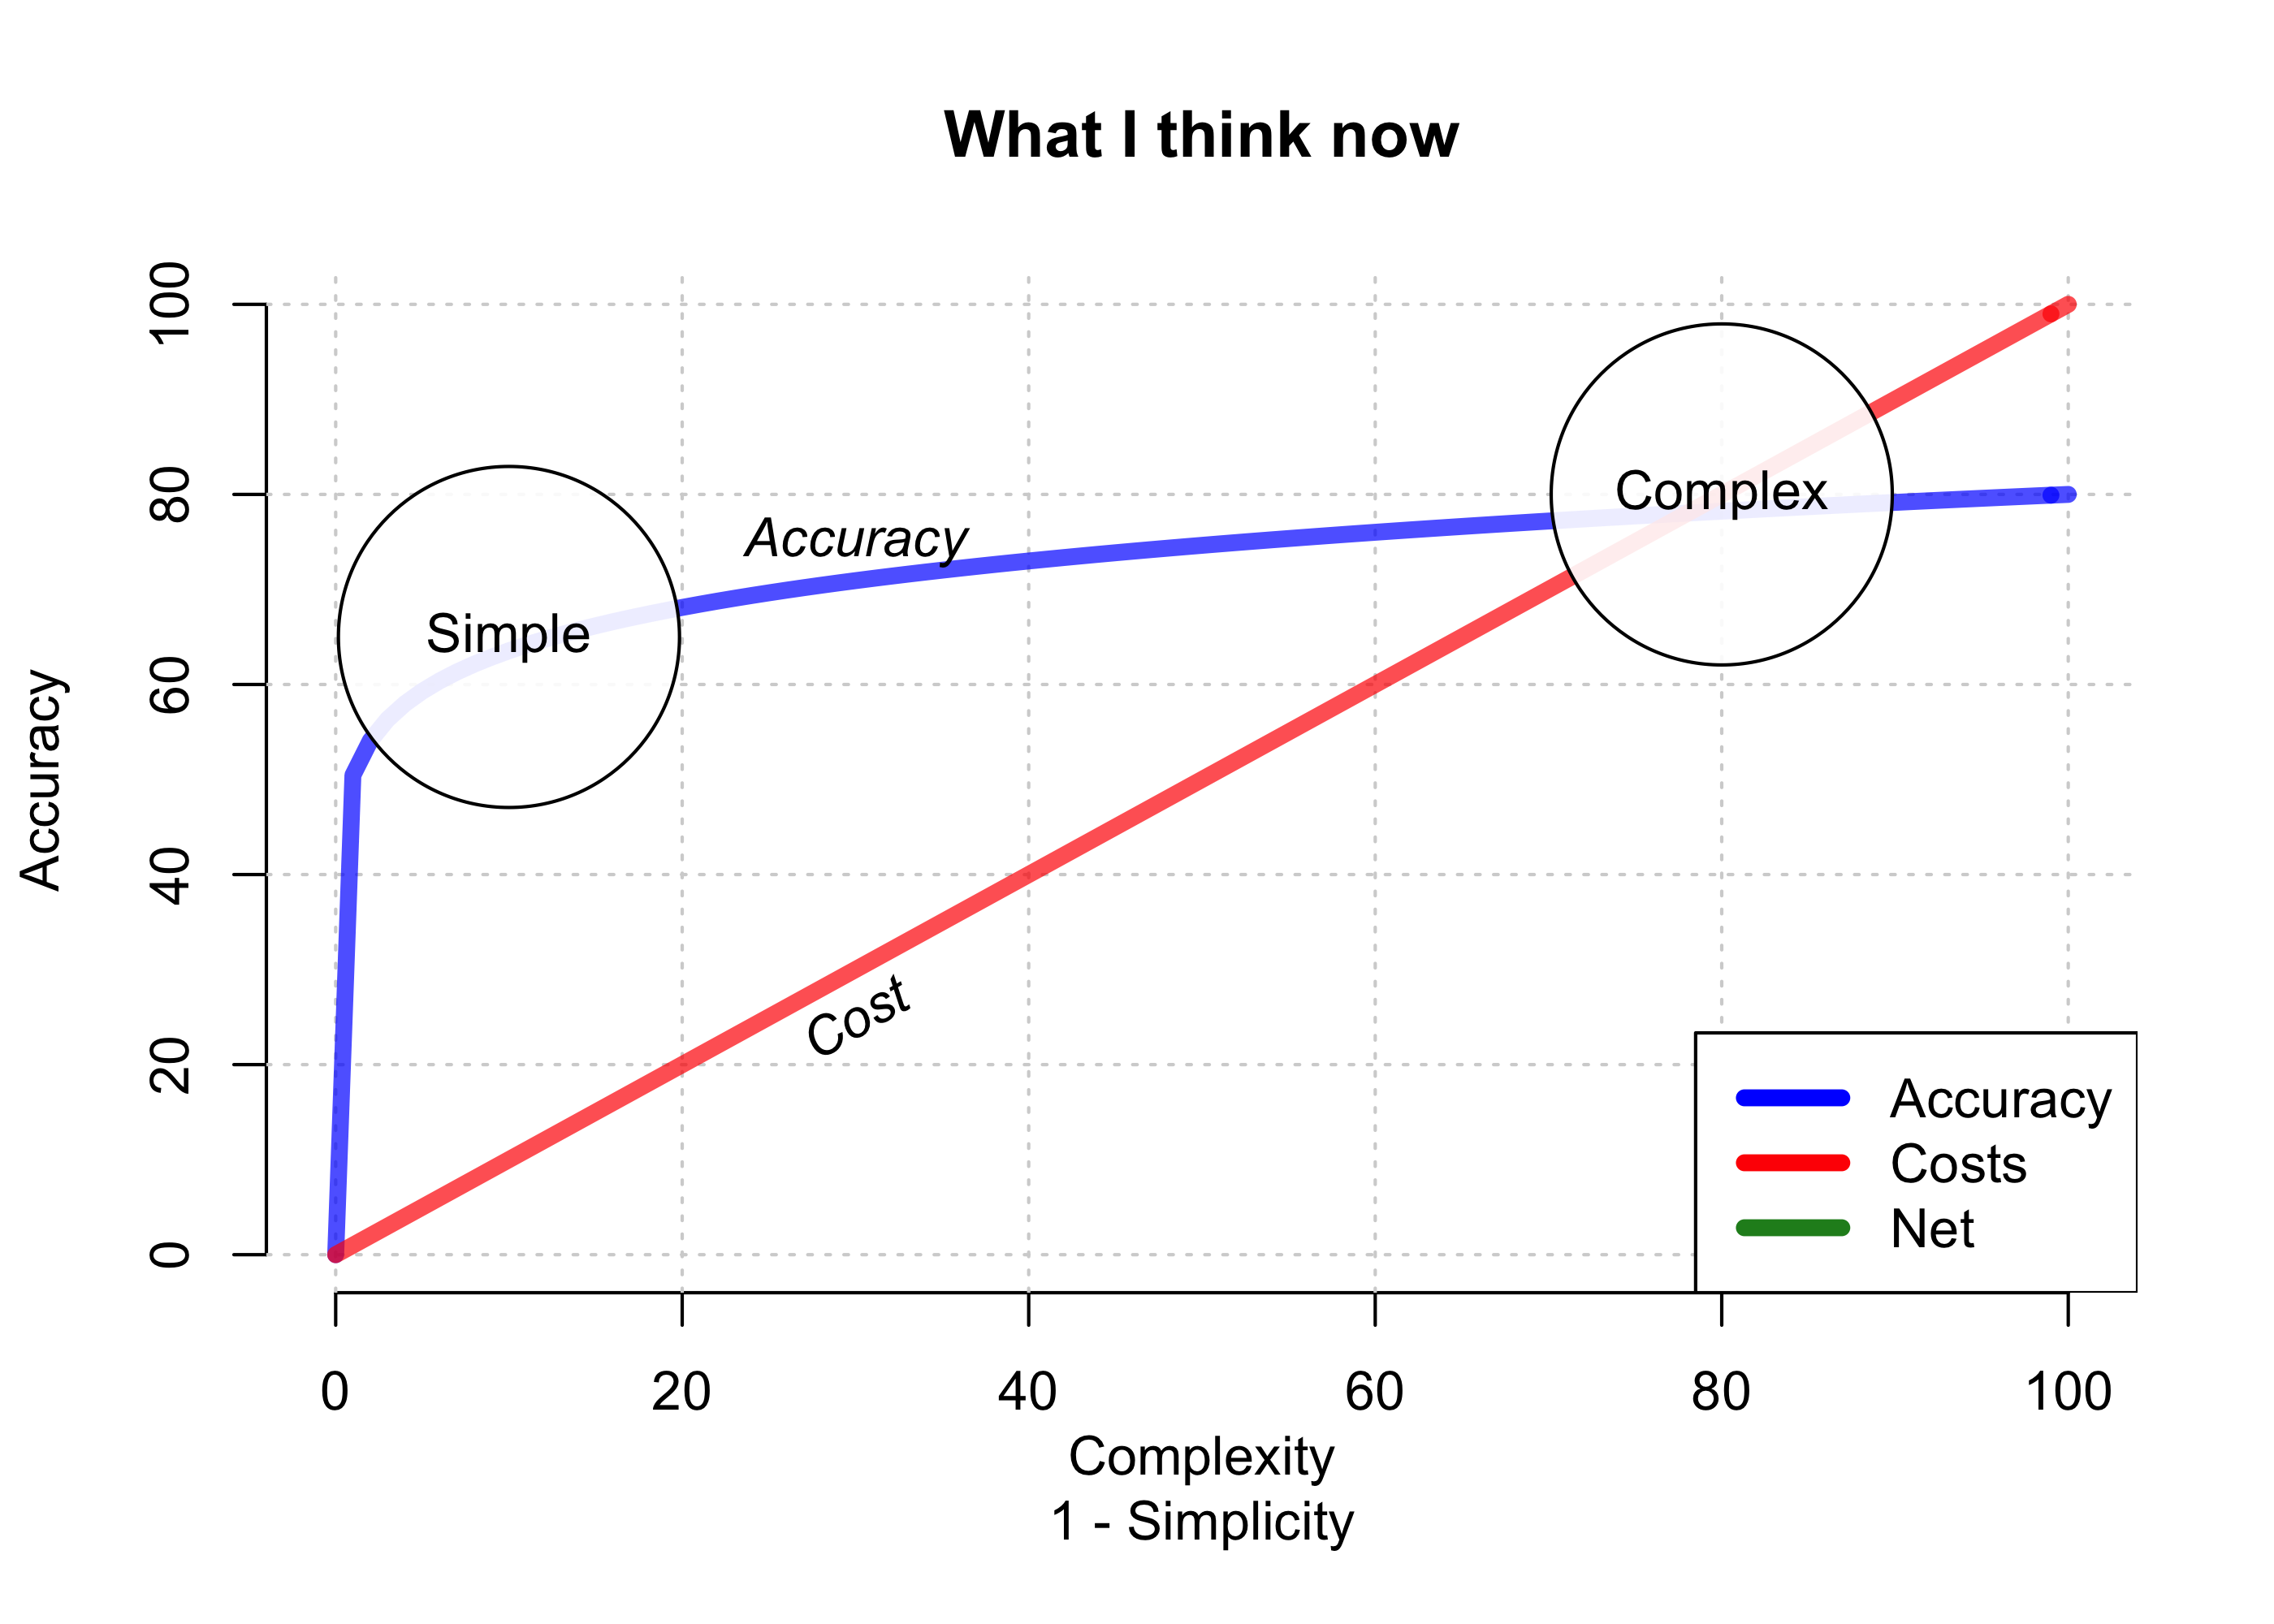 What I think now
Accuracy
100
80
60
40
20
0
Simple
Accuracy
Complex
Cost
Accuracy
Costs
Net
0 20 40 60 80 100
Complexity
1 - Simplicity